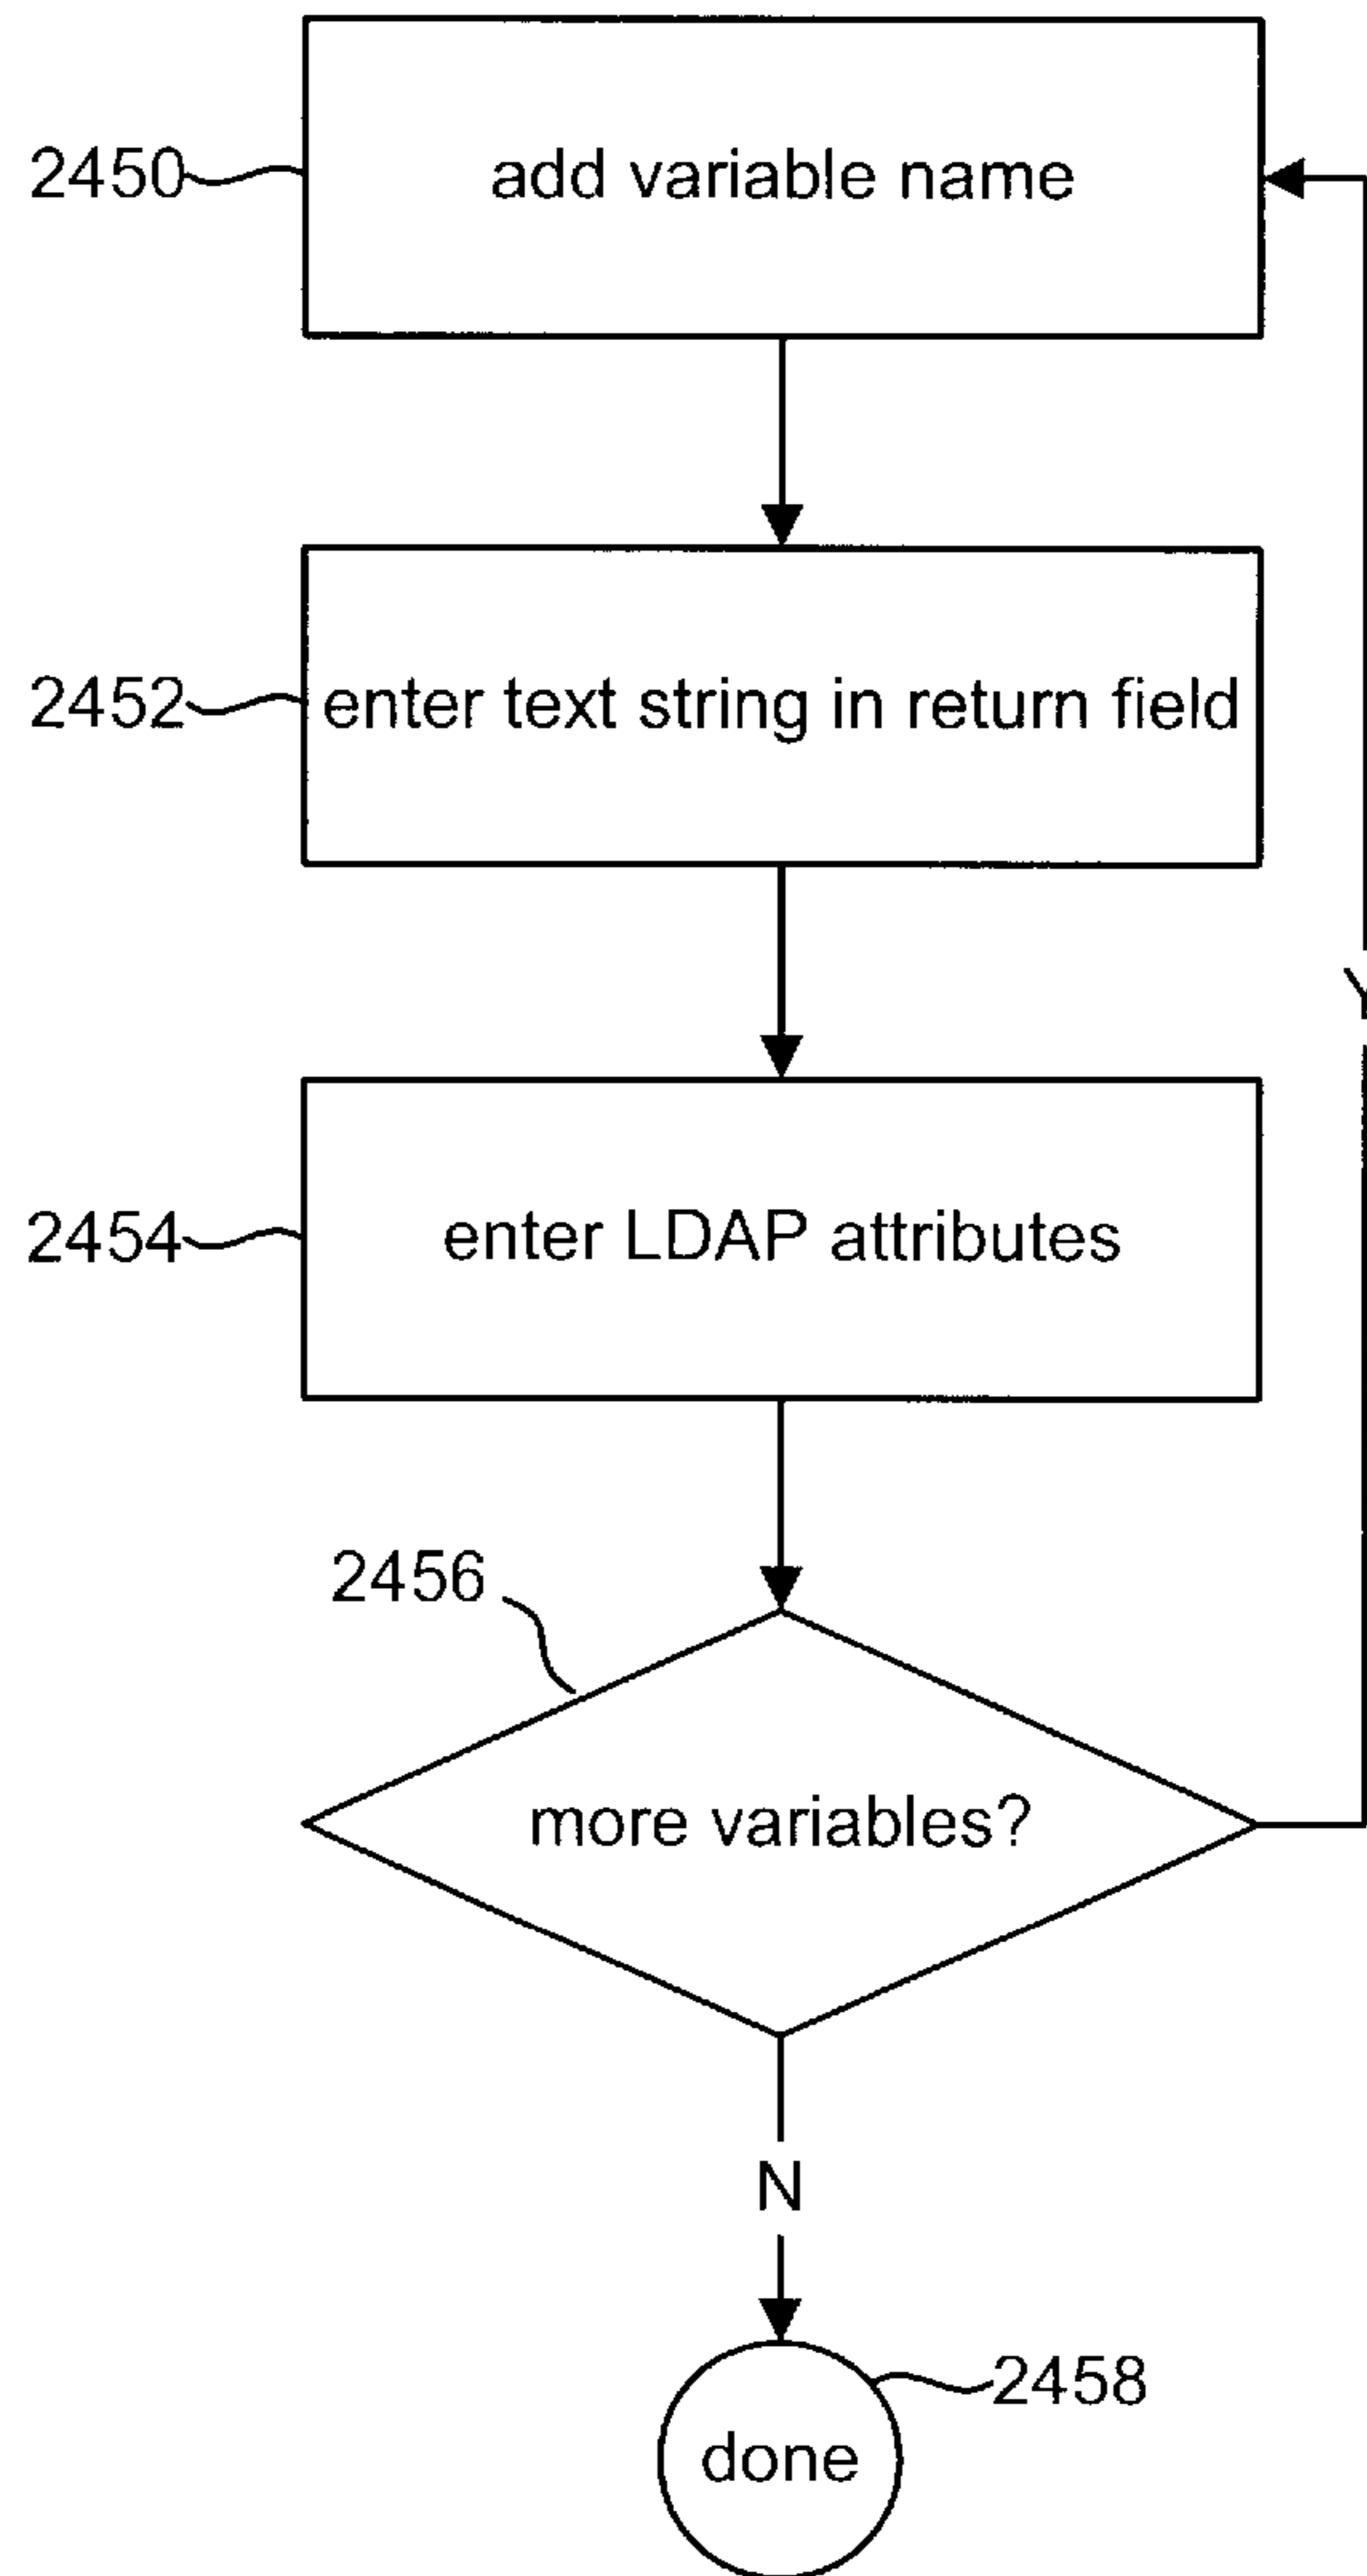 2450
add variable name
2452
enter text string in return field
2454
enter LDAP attributes
2456
more variables?
N
2458
done